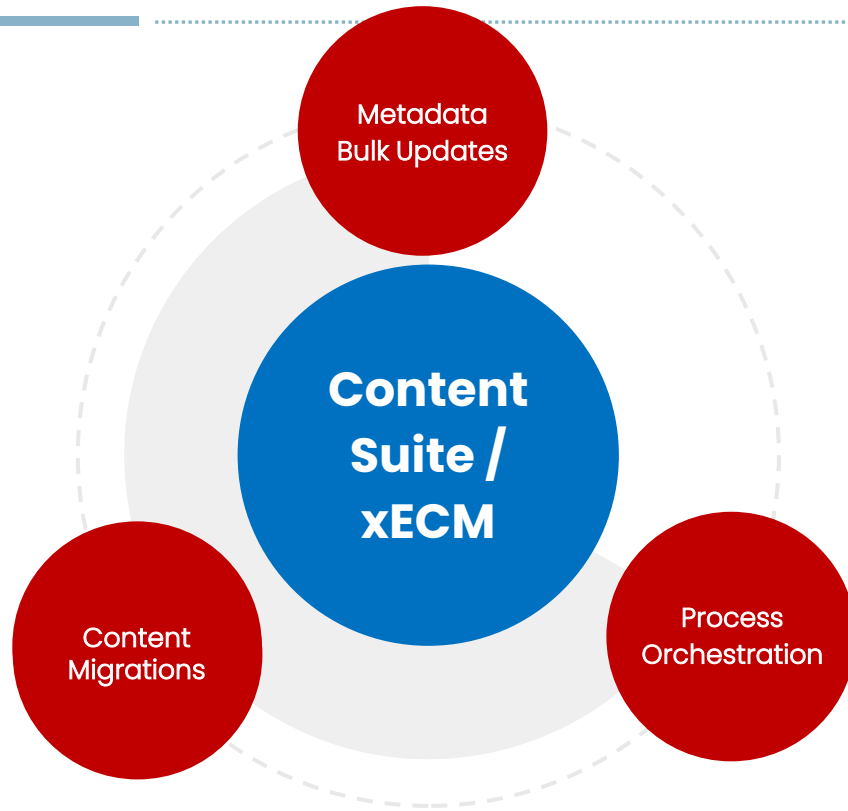 Metadata
Bulk Updates
Content
Suite /
xECM
Content
Migrations
Process
Orchestration